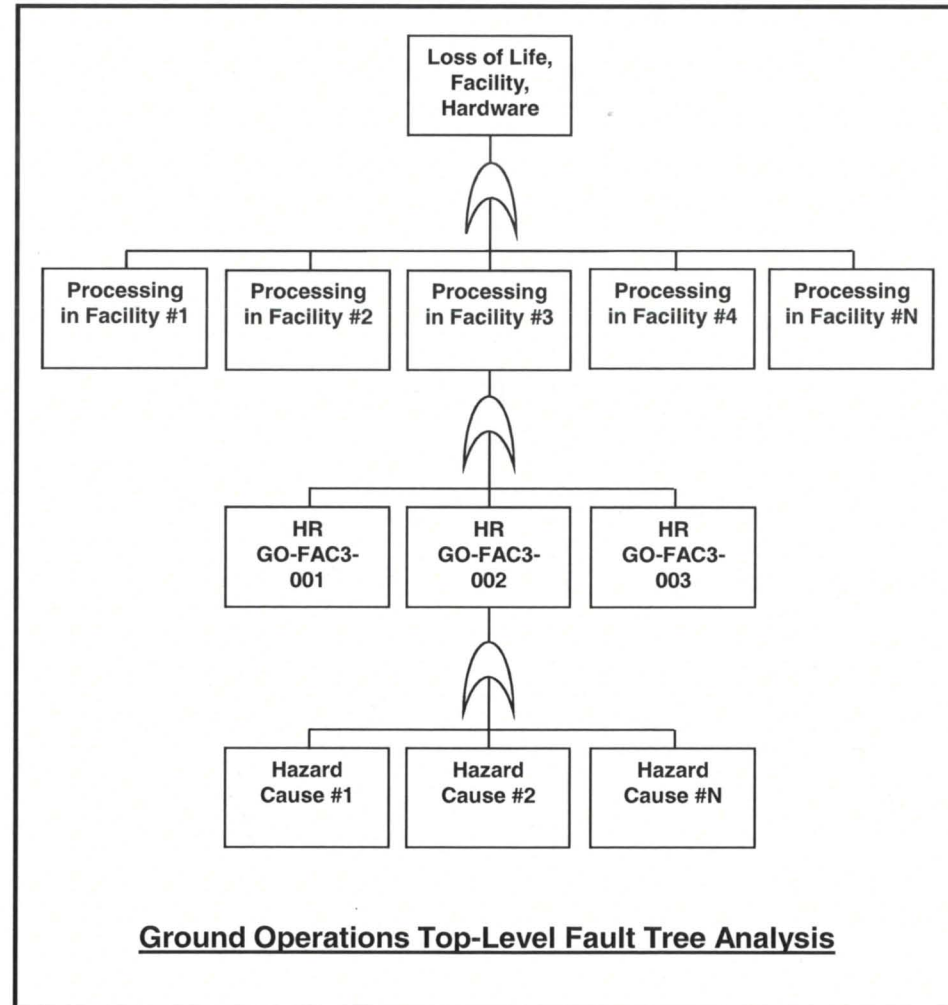 Loss of Life,
Facility,
Hardware
Processing
in Facility #1
Processing
in Facility #2
Processing
in Facility #3
Processing
in Facility #4
Processing
in Facility #N
HR
GO-FAC3-
001
HR
GO-FAC3-
002
HR
GO-FAC3-
003
Hazard
Cause #1
Hazard
Cause #2
Hazard
Cause #N
Ground Operations Top-Level Fault Tree Analysis